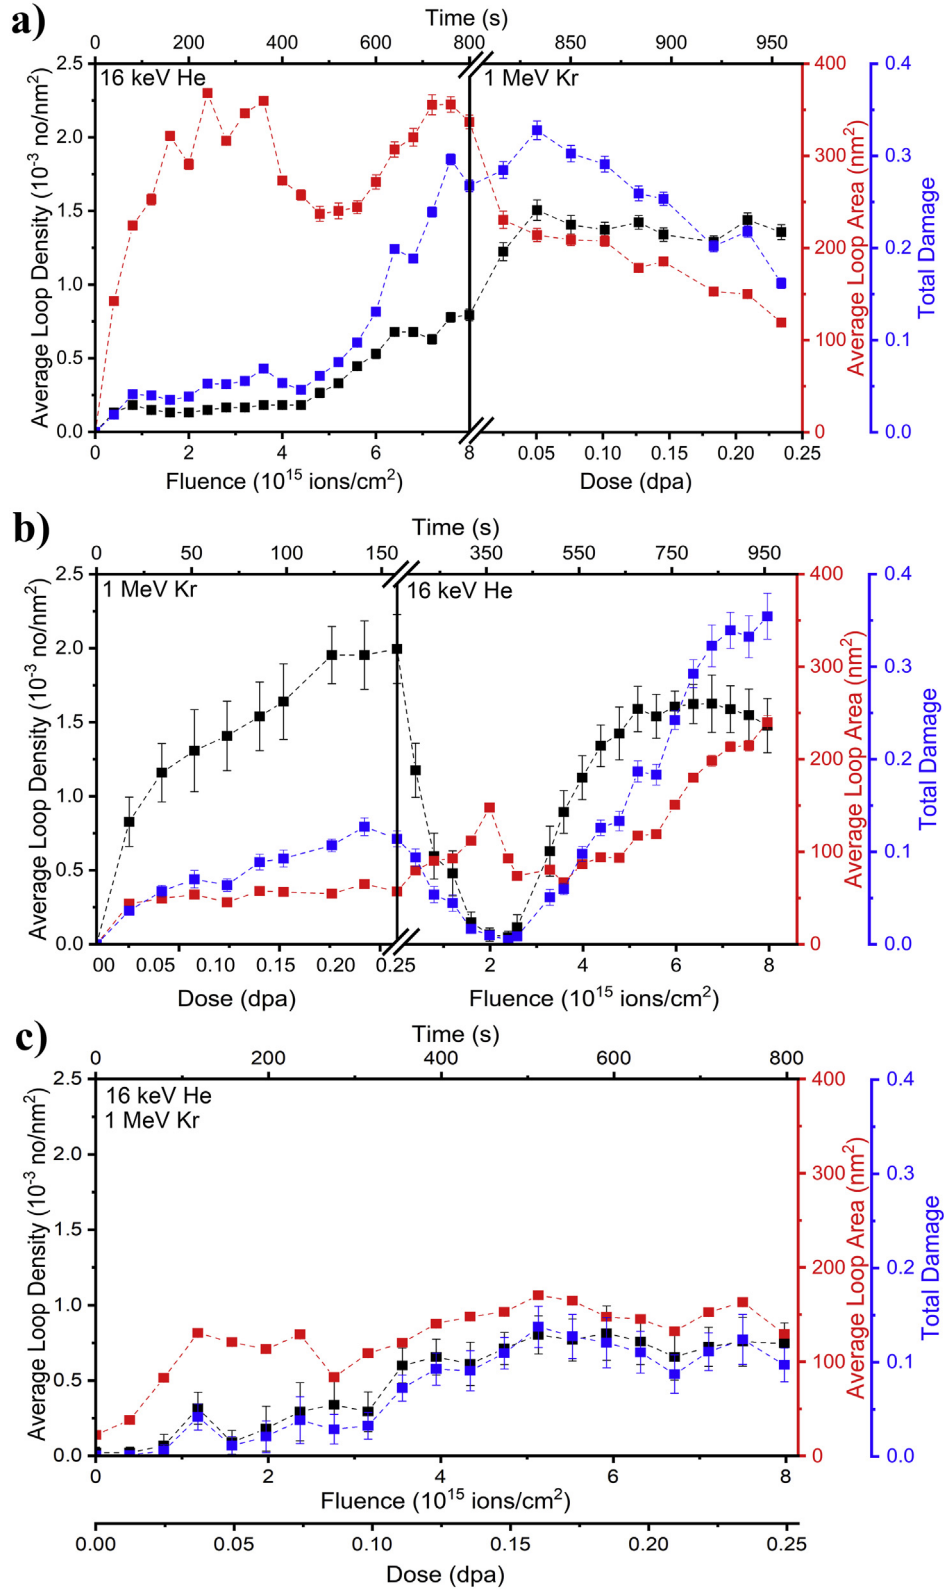 a)
Time (s)
0 200 400 600 800 850 900 950
16 keV He
1 MeV Kr
2.5
2.0
1.5
1.0
0.5
0.0
Average Loop Density (10⁻³ no/nm²)
400
300
200
100
0
Average Loop Area (nm²)
0.4
0.3
0.2
0.1
0.0
Total Damage
0 2 4 6 8 0.05 0.10 0.15 0.20 0.25
Fluence (10¹⁵ ions/cm²)
Dose (dpa)
b)
Time (s)
0 50 100 150 350 550 750 950
1 MeV Kr
16 keV He
2.5
2.0
1.5
1.0
0.5
0.0
Average Loop Density (10⁻³ no/nm²)
400
300
200
100
0
Average Loop Area (nm²)
0.4
0.3
0.2
0.1
0.0
Total Damage
00 0.05 0.10 0.15 0.20 0.25 2 4 6 8
Dose (dpa)
Fluence (10¹⁵ ions/cm²)
c)
Time (s)
0 200 400 600 800
16 keV He
1 MeV Kr
2.5
2.0
1.5
1.0
0.5
0.0
Average Loop Density (10⁻³ no/nm²)
400
300
200
100
0
Average Loop Area (nm²)
0.4
0.3
0.2
0.1
0.0
Total Damage
0 2 4 6 8
Fluence (10¹⁵ ions/cm²)
0.00 0.05 0.10 0.15 0.20 0.25
Dose (dpa)